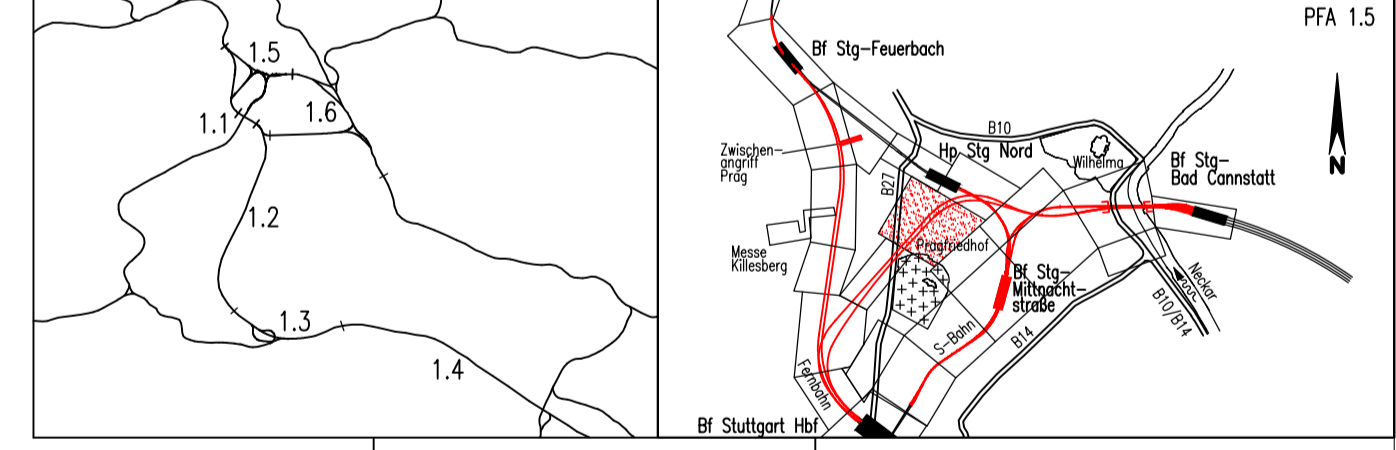 1.5
1.6
1.1
1.2
1.3
1.4
PFA 1.5
Bf Stg-Feuerbach
N
B10
Zwischen-
angriff
Prag
Hp Stg Nord
Wilhelma
Bf Stg-
Bad Cannstatt
B27
Pragfriedhof
Messe
Killesberg
Bf Stg-
Mittnacht-
straße
Neckar
B10/B14
S-Bahn
B14
Fernbahn
Bf Stuttgart Hbf